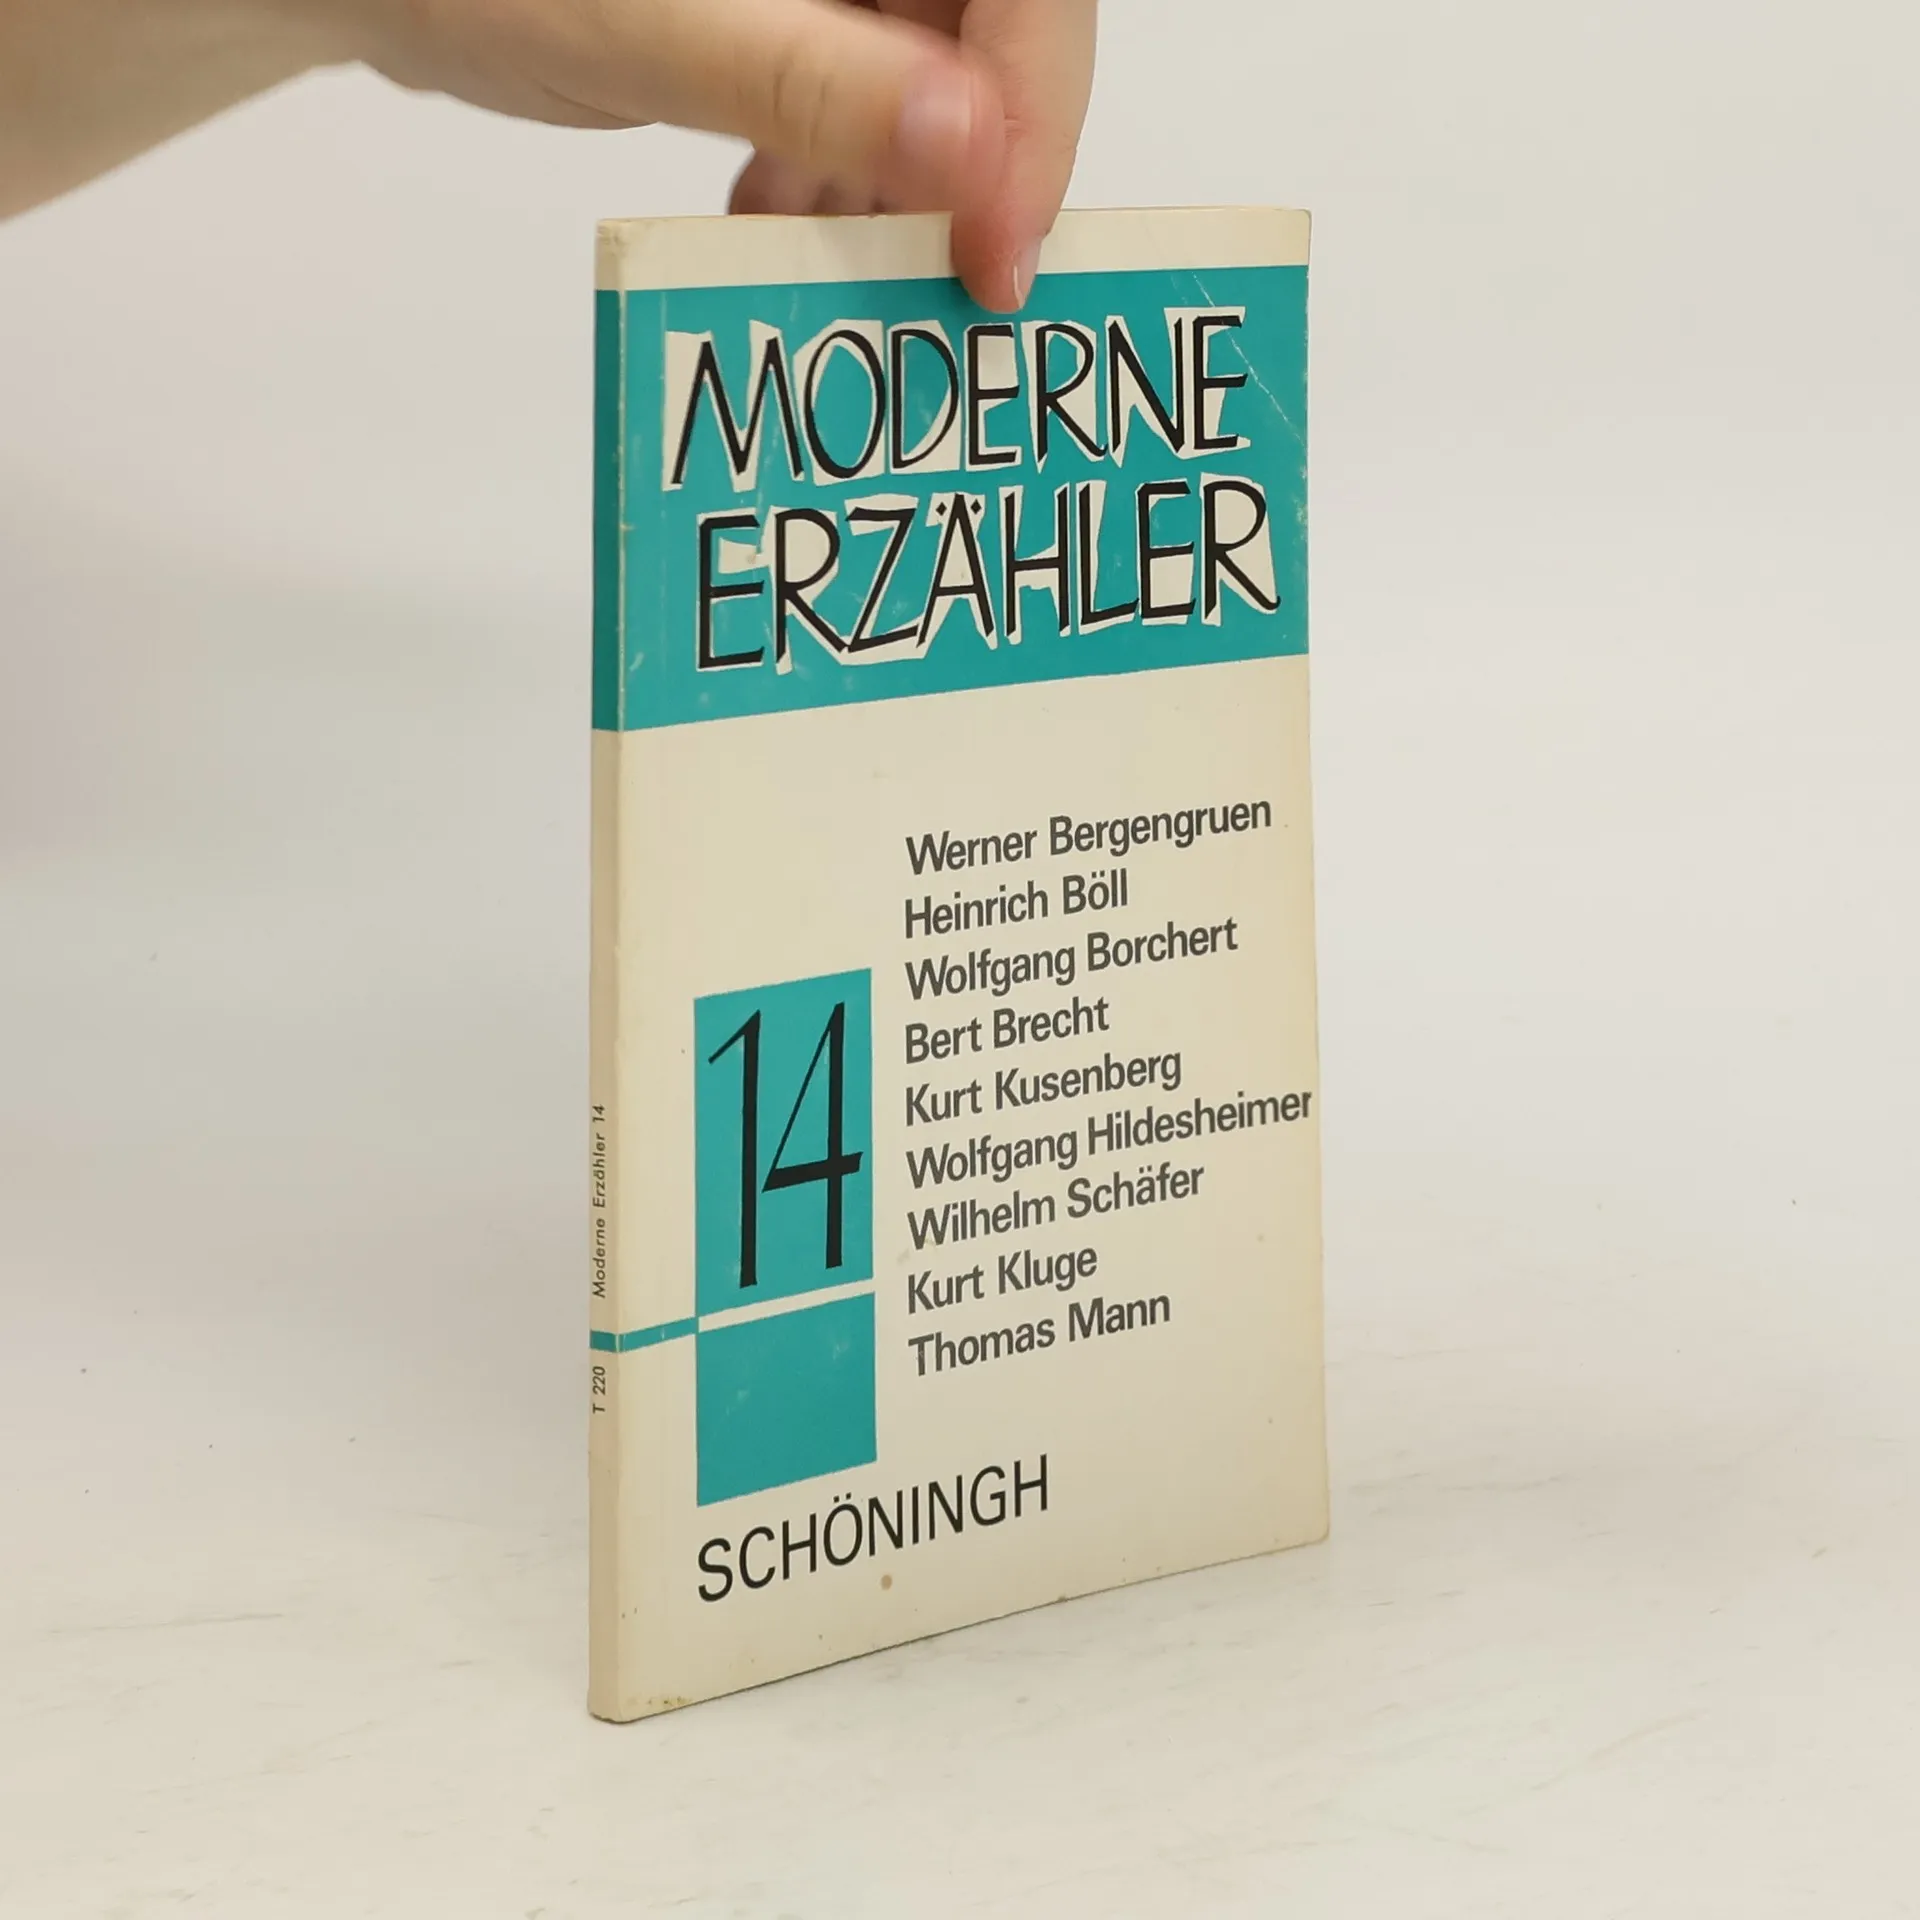 MODERNE
ERZÄHLER
Werner Bergengruen
Heinrich Böll
Wolfgang Borchert
Bert Brecht
Kurt Kusenberg
Wolfgang Hildesheimer
Wilhelm Schäfer
Kurt Kluge
Thomas Mann
14
SCHÖNINGH
T 220 Moderne Erzähler 14